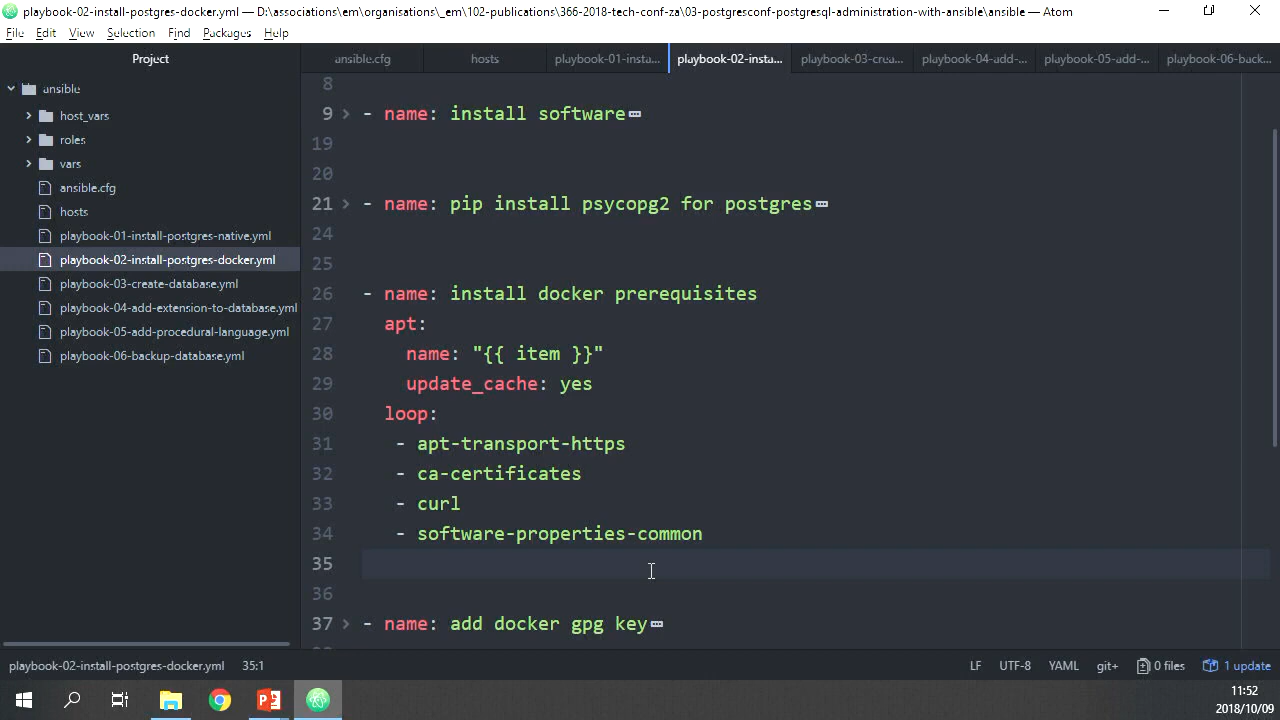 playbook-02-install-postgres-docker.yml — D:\associations\em\organisations\_em\102-publications\366-2018-tech-conf-za\03-postgresconf-postgresql-administration-with-ansible\ansible — Atom
File Edit View Selection Find Packages Help
Project
ansible.cfg hosts playbook-01-insta... playbook-02-insta... playbook-03-crea... playbook-04-add-... playbook-05-add-... playbook-06-back...
ansible
host_vars
roles
vars
ansible.cfg
hosts
playbook-01-install-postgres-native.yml
playbook-02-install-postgres-docker.yml
playbook-03-create-database.yml
playbook-04-add-extension-to-database.yml
playbook-05-add-procedural-language.yml
playbook-06-backup-database.yml
8
9 - name: install software
19
20
21 - name: pip install psycopg2 for postgres
24
25
26 - name: install docker prerequisites
27 apt:
28 name: "{{ item }}"
29 update_cache: yes
30 loop:
31 - apt-transport-https
32 - ca-certificates
33 - curl
34 - software-properties-common
35
36
37 - name: add docker gpg key
playbook-02-install-postgres-docker.yml 35:1 LF UTF-8 YAML git+ 0 files 1 update
11:52
2018/10/09